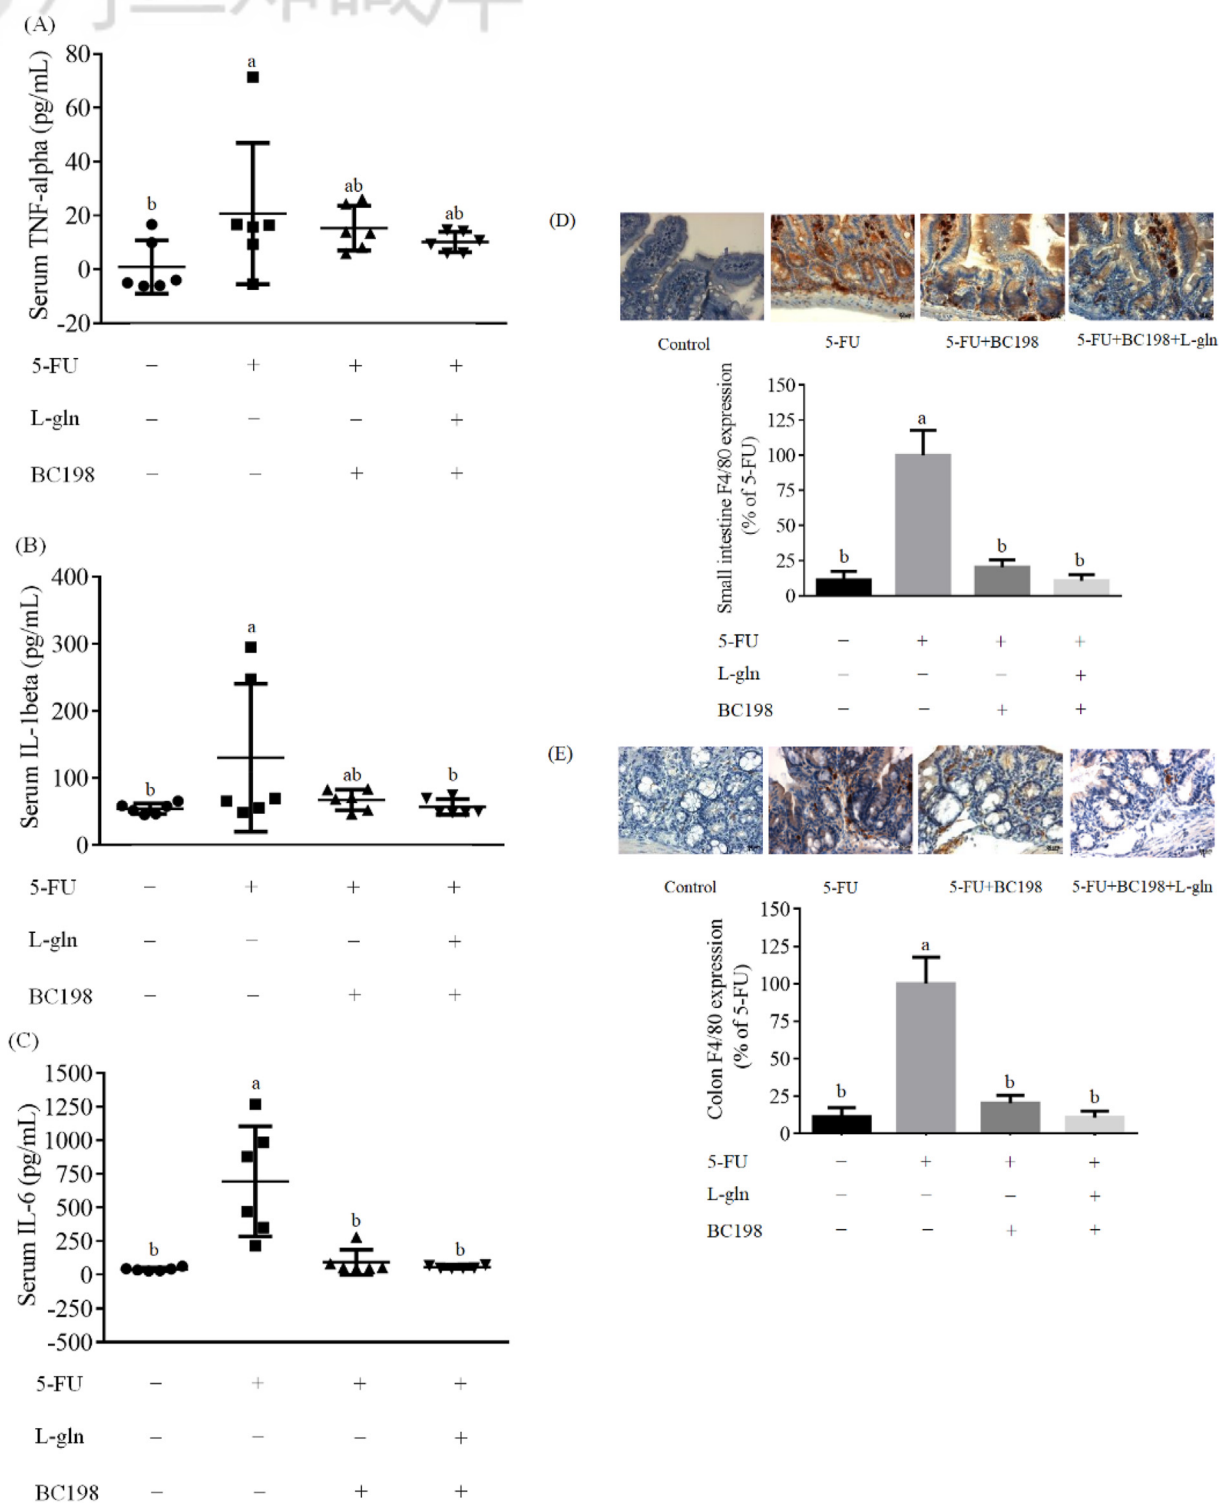 (A)
80
60
40
20
0
-20
Serum TNF-alpha (pg/mL)
b
a
ab
ab
5-FU − + + +
L-gln − − − +
BC198 − − + +
(B)
400
300
200
100
0
Serum IL-1beta (pg/mL)
b
a
ab
b
5-FU − + + +
L-gln − − − +
BC198 − − + +
(C)
1500
1250
1000
750
500
250
0
-250
-500
Serum IL-6 (pg/mL)
b
a
b
b
5-FU − + + +
L-gln − − − +
BC198 − − + +
(D)
Control 5-FU 5-FU+BC198 5-FU+BC198+L-gln
150
125
100
75
50
25
0
Small intestine F4/80 expression
(% of 5-FU)
b
a
b
b
5-FU − + + +
L-gln − − − +
BC198 − − + +
(E)
Control 5-FU 5-FU+BC198 5-FU+BC198+L-gln
150
125
100
75
50
25
0
Colon F4/80 expression
(% of 5-FU)
b
a
b
b
5-FU − + + +
L-gln − − − +
BC198 − − + +